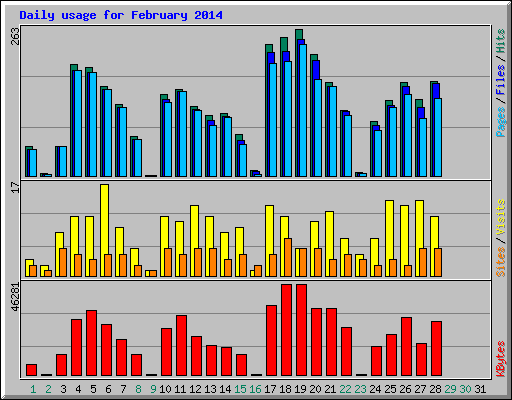 Daily usage for February 2014
263
Pages / Files / Hits
17
Sites / Visits
46281
KBytes
1 2 3 4 5 6 7 8 9 10 11 12 13 14 15 16 17 18 19 20 21 22 23 24 25 26 27 28 29 30 31